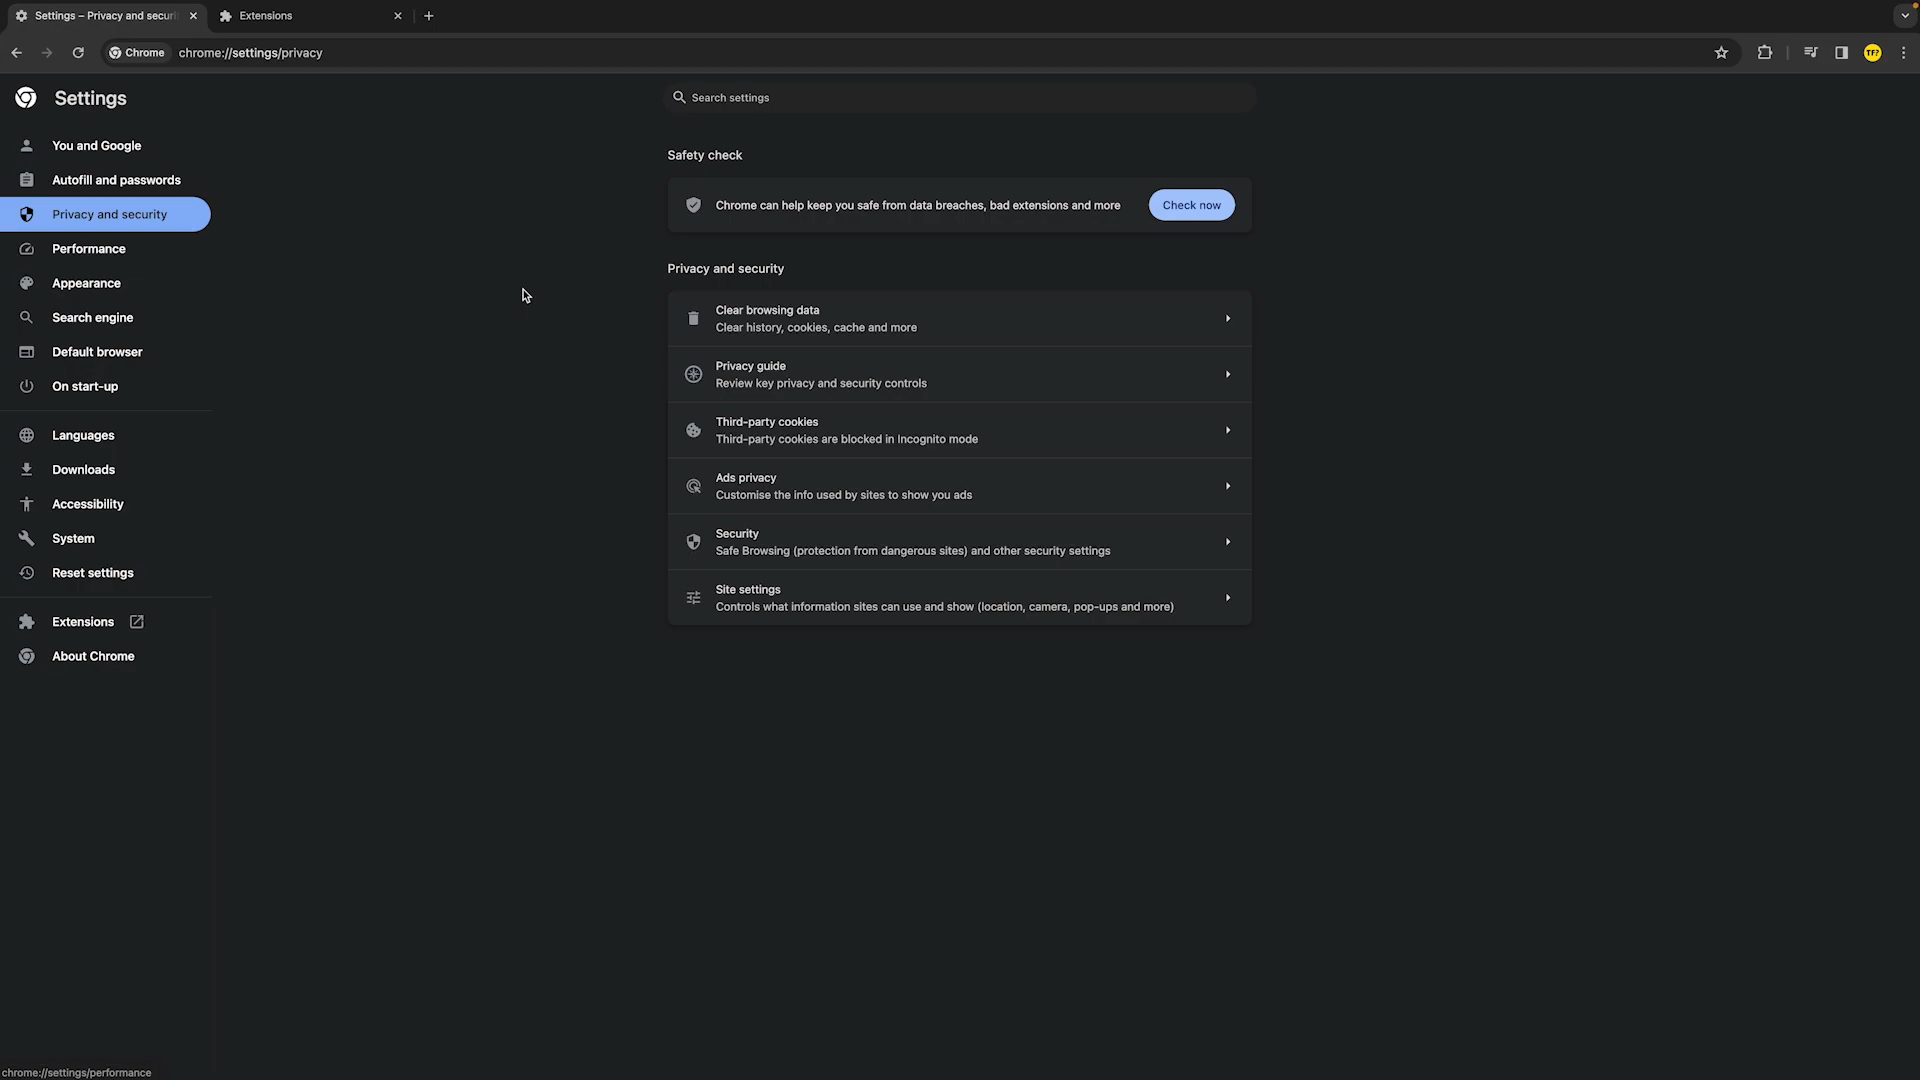 Settings – Privacy and securi
Extensions
Chrome
chrome://settings/privacy
TF?
Settings
Search settings
You and Google
Autofill and passwords
Privacy and security
Performance
Appearance
Search engine
Default browser
On start-up
Languages
Downloads
Accessibility
System
Reset settings
Extensions
About Chrome
Safety check
Chrome can help keep you safe from data breaches, bad extensions and more
Check now
Privacy and security
Clear browsing data
Clear history, cookies, cache and more
Privacy guide
Review key privacy and security controls
Third-party cookies
Third-party cookies are blocked in Incognito mode
Ads privacy
Customise the info used by sites to show you ads
Security
Safe Browsing (protection from dangerous sites) and other security settings
Site settings
Controls what information sites can use and show (location, camera, pop-ups and more)
chrome://settings/performance